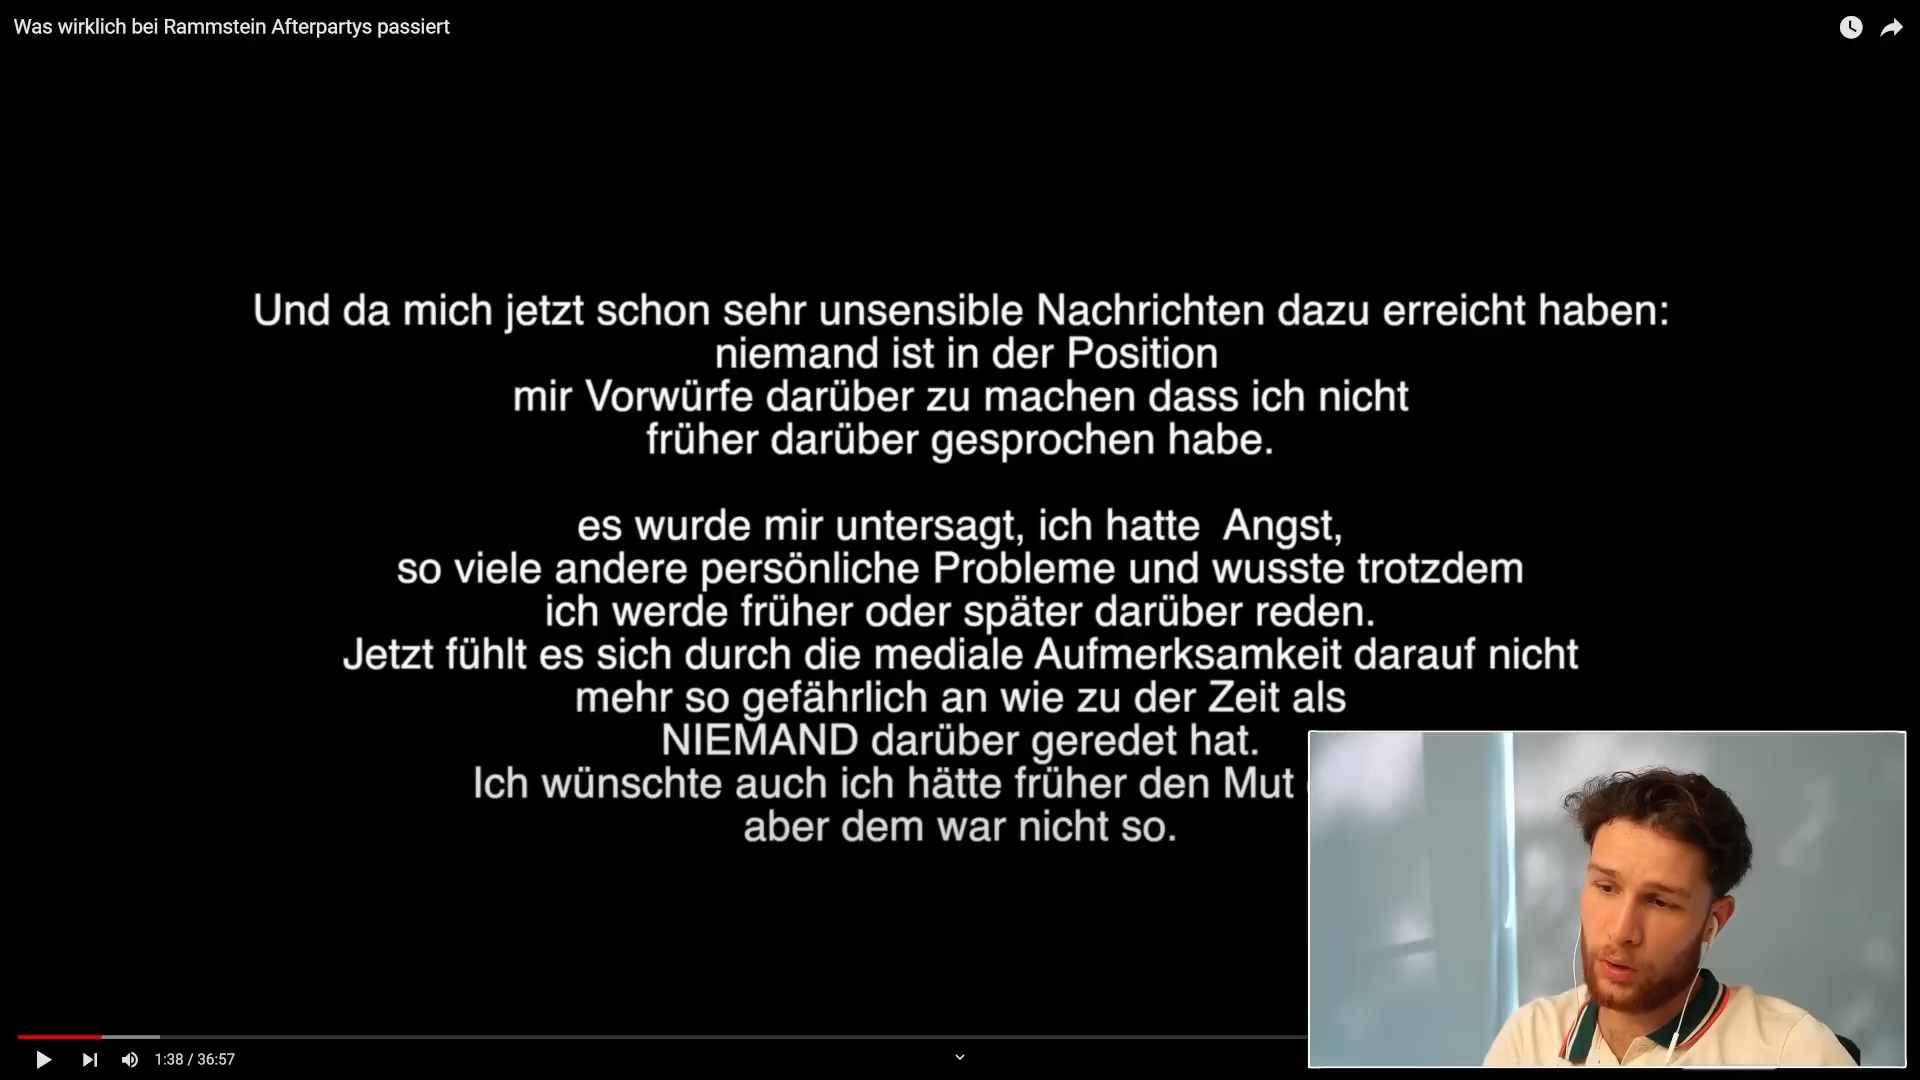 Was wirklich bei Rammstein Afterpartys passiert
Und da mich jetzt schon sehr unsensible Nachrichten dazu erreicht haben:
niemand ist in der Position
mir Vorwürfe darüber zu machen dass ich nicht
früher darüber gesprochen habe.
es wurde mir untersagt, ich hatte Angst,
so viele andere persönliche Probleme und wusste trotzdem
ich werde früher oder später darüber reden.
Jetzt fühlt es sich durch die mediale Aufmerksamkeit darauf nicht
mehr so gefährlich an wie zu der Zeit als
NIEMAND darüber geredet hat.
Ich wünschte auch ich hätte früher den Mut
aber dem war nicht so.
1:38 / 36:57